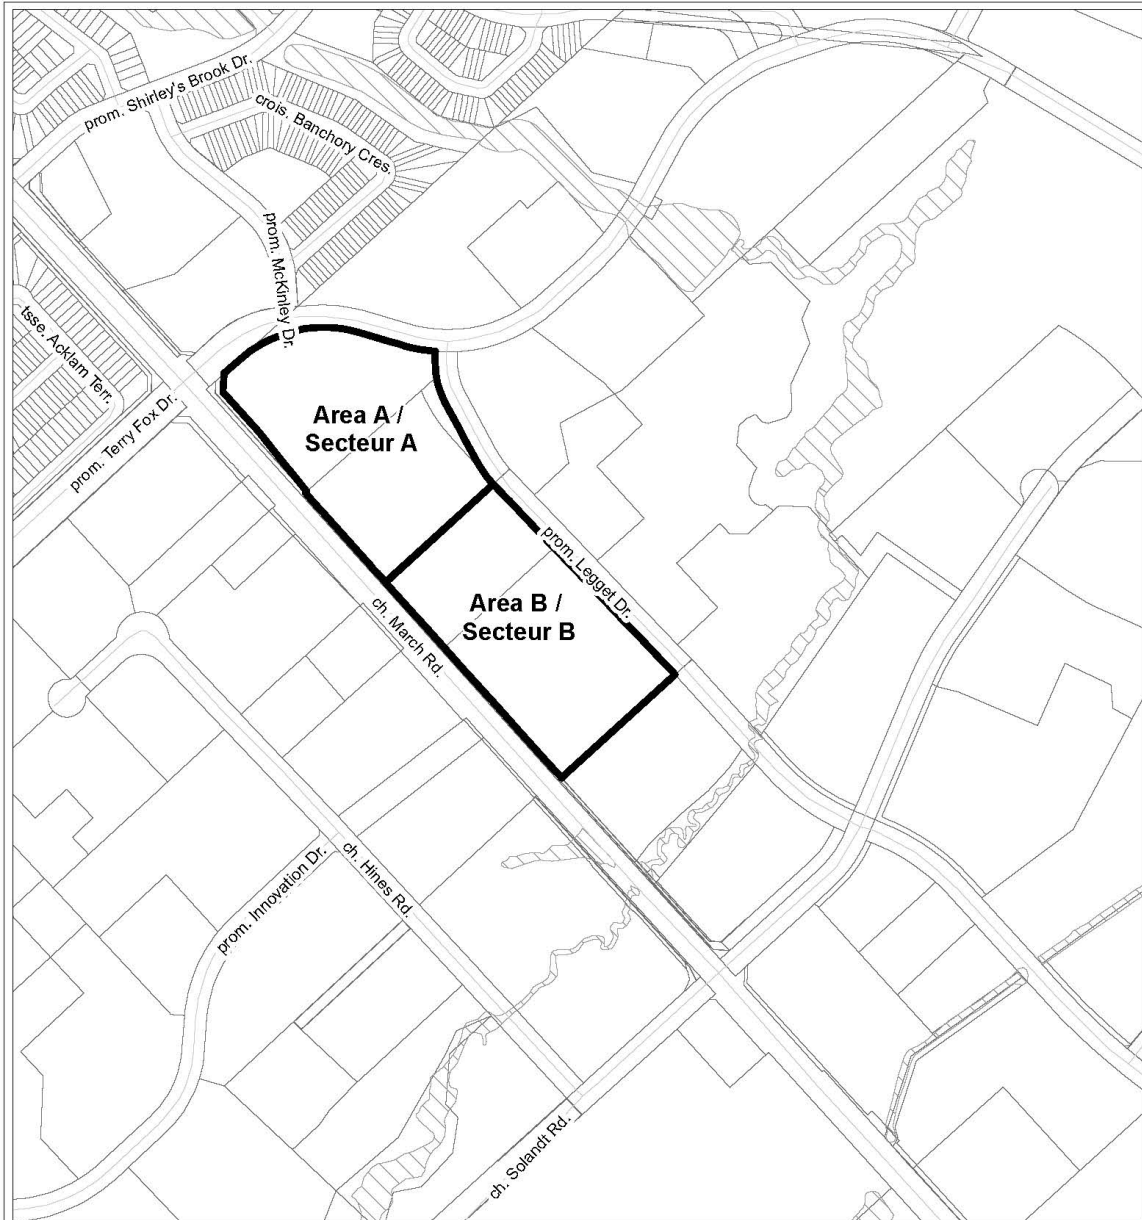 prom. Shirley's Brook Dr.
crois. Banchory Cres.
prom. McKinley Dr.
tsse. Acklam Terr.
prom. Terry Fox Dr.
Area A /
Secteur A
prom. Legget Dr.
Area B /
Secteur B
ch. March Rd.
ch. Hines Rd.
prom. Innovation Dr.
ch. Solandt Rd.